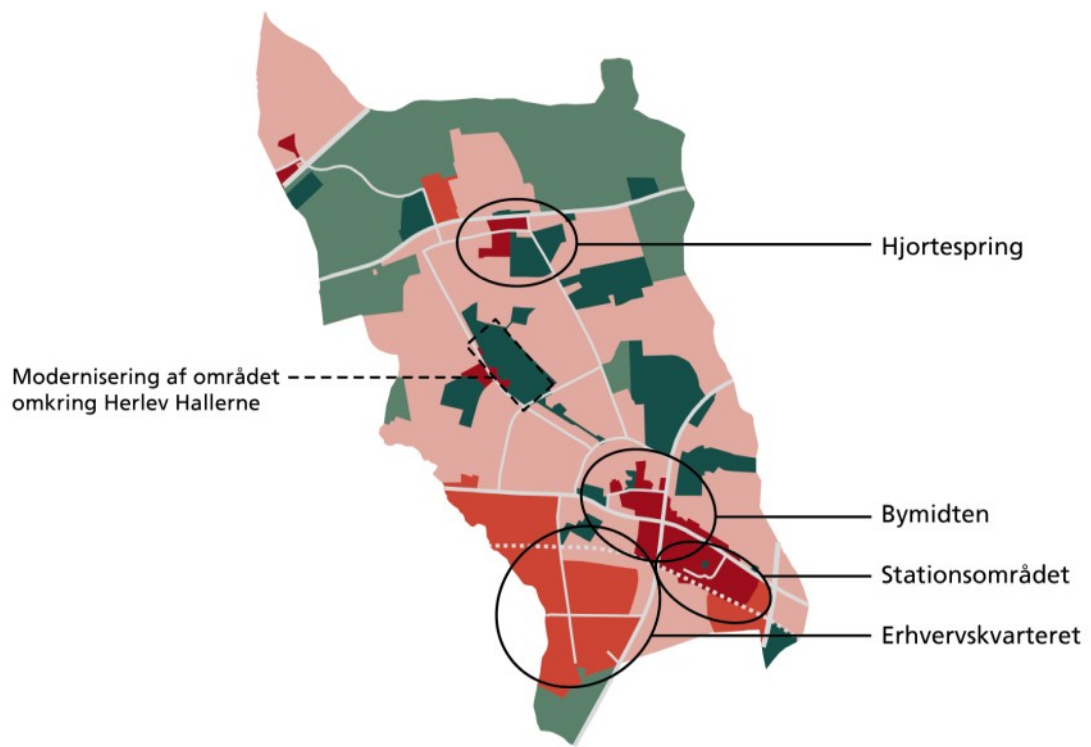 Hjortespring
Modernisering af området
omkring Herlev Hallerne
Bymidten
Stationsområdet
Erhvervskvarteret